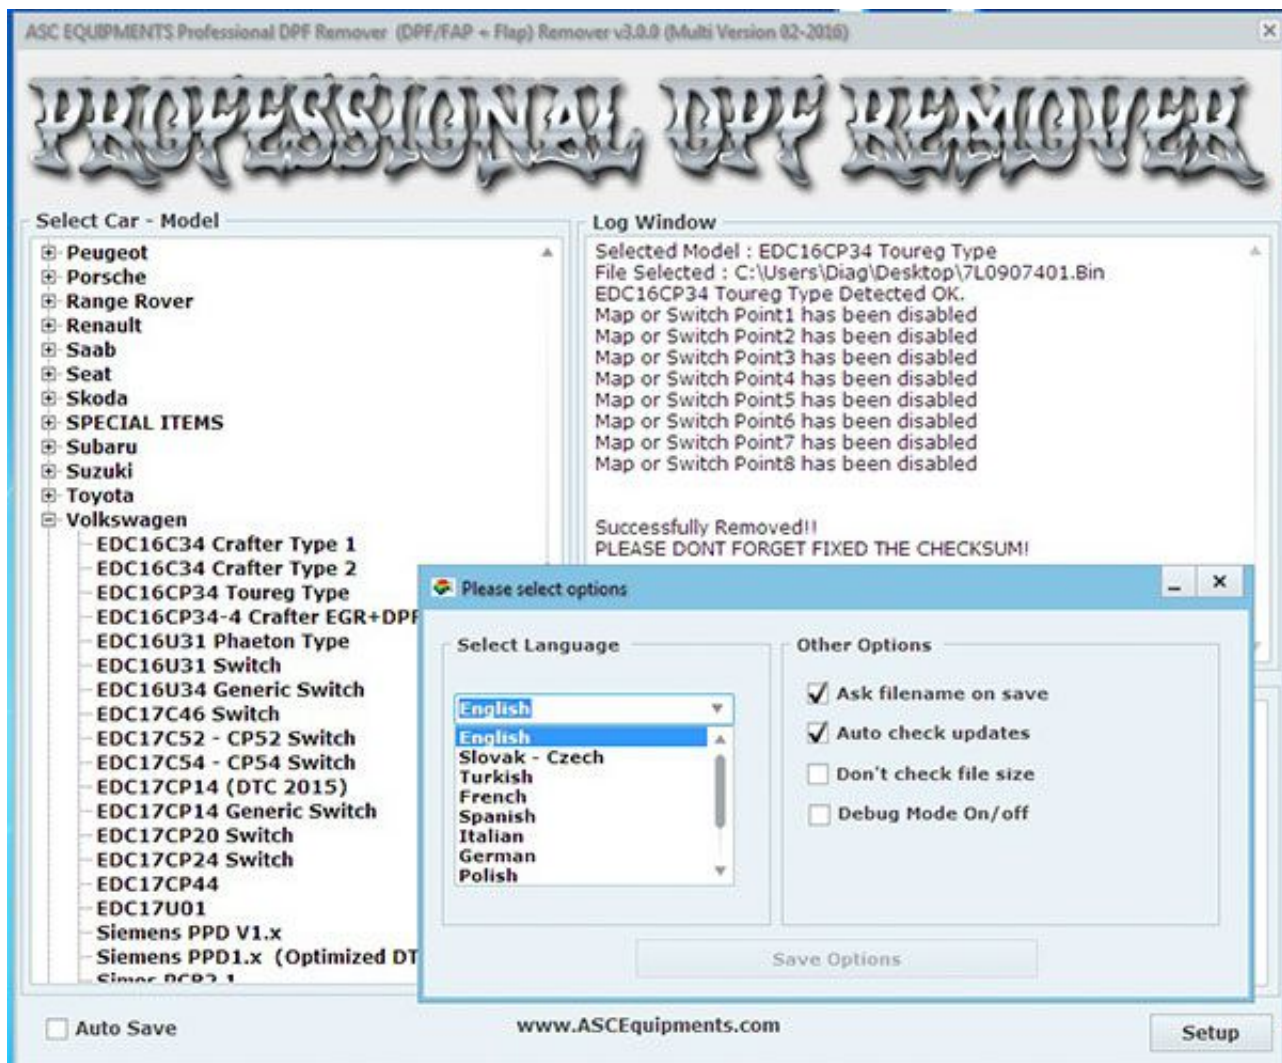 ASC EQUIPMENTS Professional DPF Remover (DPF/FAP + Flap) Remover v3.0.0 (Multi Version 02-2016)
PROFESSIONAL DPF REMOVER
Select Car - Model
Peugeot
Porsche
Range Rover
Renault
Saab
Seat
Skoda
SPECIAL ITEMS
Subaru
Suzuki
Toyota
Volkswagen
EDC16C34 Crafter Type 1
EDC16C34 Crafter Type 2
EDC16CP34 Toureg Type
EDC16CP34-4 Crafter EGR+DPF
EDC16U31 Phaeton Type
EDC16U31 Switch
EDC16U34 Generic Switch
EDC17C46 Switch
EDC17C52 - CP52 Switch
EDC17C54 - CP54 Switch
EDC17CP14 (DTC 2015)
EDC17CP14 Generic Switch
EDC17CP20 Switch
EDC17CP24 Switch
EDC17CP44
EDC17U01
Siemens PPD V1.x
Siemens PPD1.x (Optimized DT
Log Window
Selected Model : EDC16CP34 Toureg Type
File Selected : C:\Users\Diag\Desktop\7L0907401.Bin
EDC16CP34 Toureg Type Detected OK.
Map or Switch Point1 has been disabled
Map or Switch Point2 has been disabled
Map or Switch Point3 has been disabled
Map or Switch Point4 has been disabled
Map or Switch Point5 has been disabled
Map or Switch Point6 has been disabled
Map or Switch Point7 has been disabled
Map or Switch Point8 has been disabled
Successfully Removed!!
PLEASE DONT FORGET FIXED THE CHECKSUM!
Please select options
Select Language
English
English
Slovak - Czech
Turkish
French
Spanish
Italian
German
Polish
Other Options
Ask filename on save
Auto check updates
Don't check file size
Debug Mode On/off
Save Options
Auto Save
www.ASCEquipments.com
Setup